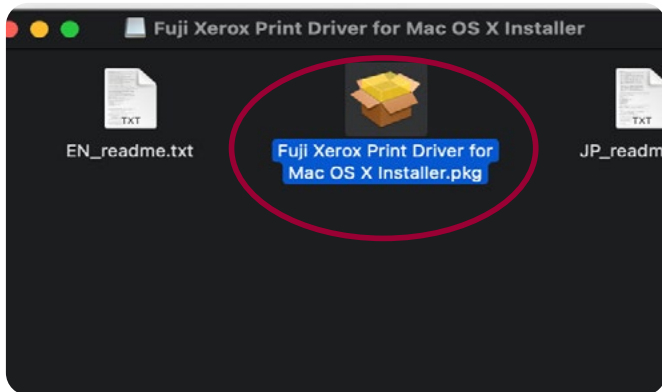 Fuji Xerox Print Driver for Mac OS X Installer
TXT
TXT
EN_readme.txt
Fuji Xerox Print Driver for
Mac OS X Installer.pkg
JP_readm